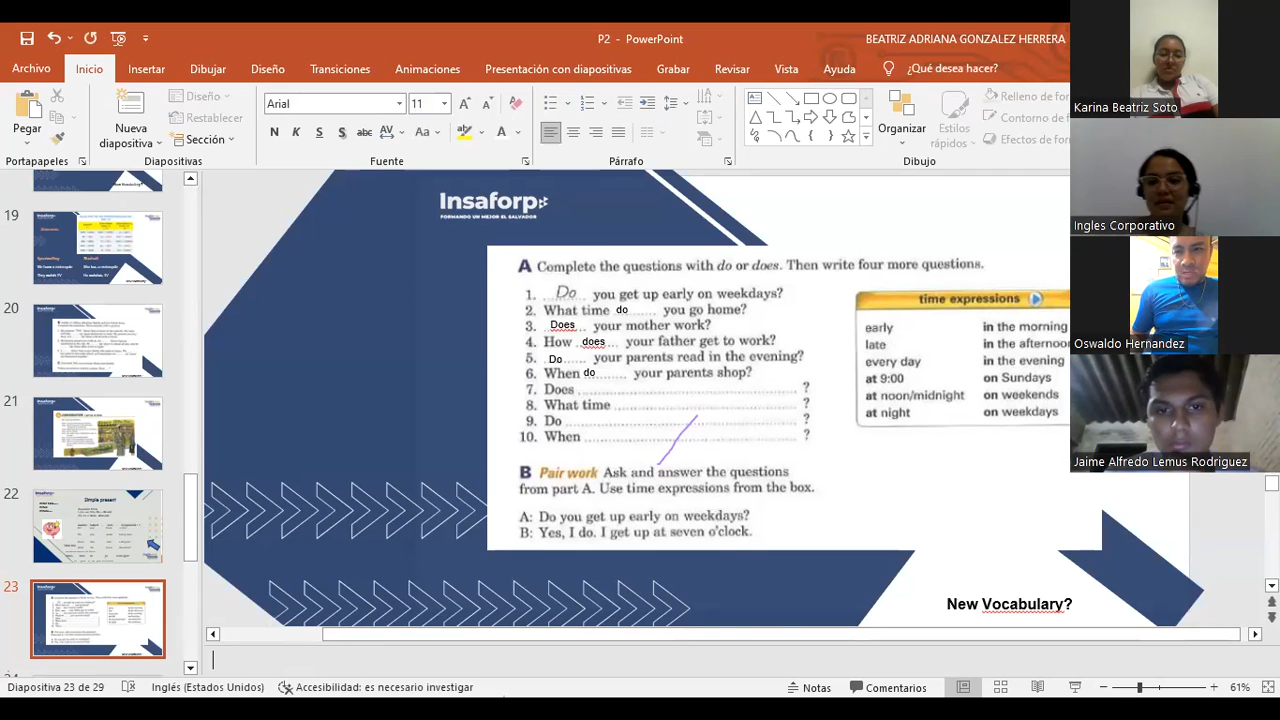 P2 - PowerPoint
BEATRIZ ADRIANA GONZALEZ HERRERA
Archivo Inicio Insertar Dibujar Diseño Transiciones Animaciones Presentación con diapositivas Grabar Revisar Vista Ayuda ¿Qué desea hacer?
Pegar
Portapapeles
Nueva diapositiva
Diseño
Restablecer
Sección
Diapositivas
Arial 11
N K S S abc AV Aa A
Fuente
Párrafo
Organizar
Estilos rápidos
Relleno de for
Contorno de
Efectos de for
Dibujo
Karina Beatriz Soto
Ingles Corporativo
Oswaldo Hernandez
Jaime Alfredo Lemus Rodriguez
19
20
21
22
Simple present
23
Insaforp
FORMANDO UN MEJOR EL SALVADOR
A Complete the questions with do or does. Then write four more questions.
1. Do you get up early on weekdays?
2. What time do you go home?
3. Does your mother work?
4. How does your father get to work?
5. Do your parents read in the evening?
6. When do your parents shop?
7. Does ?
8. What time ?
9. Do ?
10. When ?
time expressions
early in the morning
late in the afternoo
every day in the evening
at 9:00 on Sundays
at noon/midnight on weekends
at night on weekdays
B Pair work Ask and answer the questions
from part A. Use time expressions from the box.
A: Do you get up early on weekdays?
B: Yes, I do. I get up at seven o'clock.
New Vocabulary?
Diapositiva 23 de 29 Inglés (Estados Unidos) Accesibilidad: es necesario investigar Notas Comentarios 61%